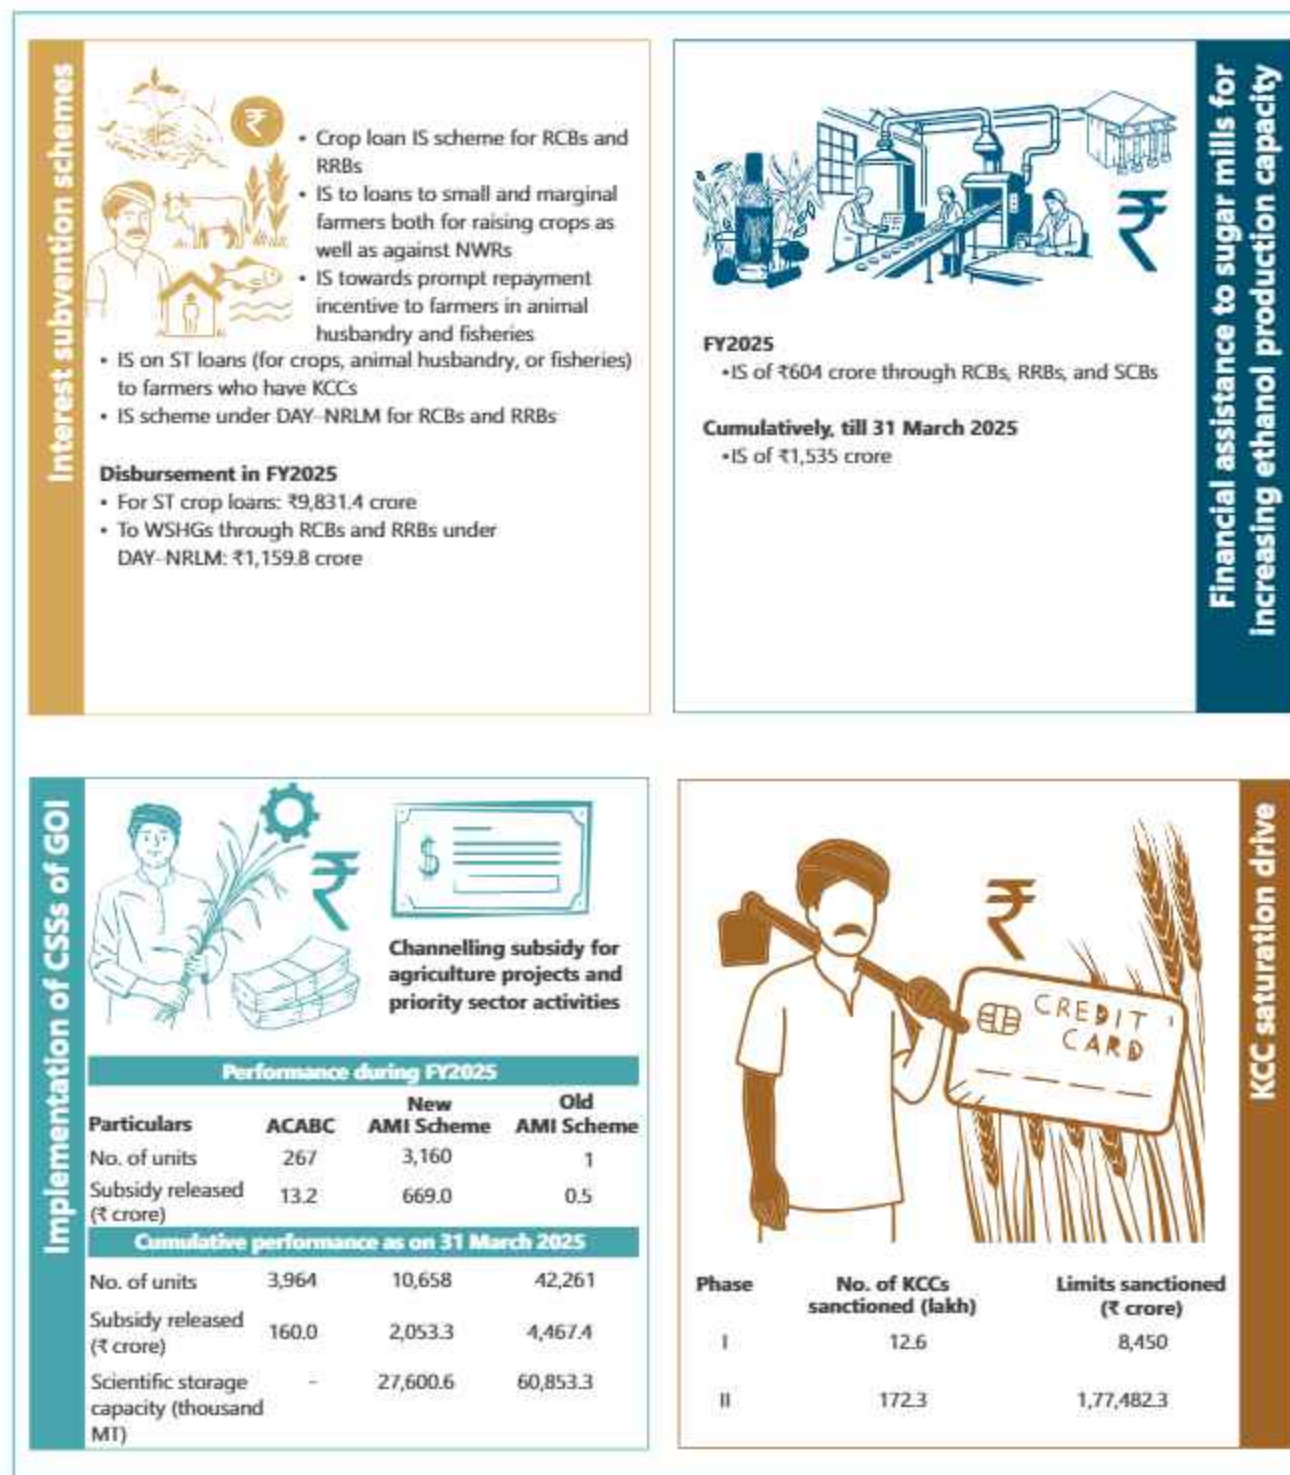 Interest subvention schemes
• Crop loan IS scheme for RCBs and
RRBs
• IS to loans to small and marginal
farmers both for raising crops as
well as against NWRs
• IS towards prompt repayment
incentive to farmers in animal
husbandry and fisheries
• IS on ST loans (for crops, animal husbandry, or fisheries)
to farmers who have KCCs
• IS scheme under DAY–NRLM for RCBs and RRBs
Disbursement in FY2025
• For ST crop loans: ₹9,831.4 crore
• To WSHGs through RCBs and RRBs under
DAY–NRLM: ₹1,159.8 crore
Financial assistance to sugar mills for
increasing ethanol production capacity
₹
₹
FY2025
•IS of ₹604 crore through RCBs, RRBs, and SCBs
Cumulatively, till 31 March 2025
•IS of ₹1,535 crore
Implementation of CSSs of GOI
₹
$
Channelling subsidy for
agriculture projects and
priority sector activities
Performance during FY2025
Particulars ACABC New AMI Scheme Old AMI Scheme
No. of units 267 3,160 1
Subsidy released (₹ crore) 13.2 669.0 0.5
Cumulative performance as on 31 March 2025
No. of units 3,964 10,658 42,261
Subsidy released (₹ crore) 160.0 2,053.3 4,467.4
Scientific storage capacity (thousand MT) - 27,600.6 60,853.3
KCC saturation drive
₹
CREDIT
CARD
Phase No. of KCCs sanctioned (lakh) Limits sanctioned (₹ crore)
I 12.6 8,450
II 172.3 1,77,482.3